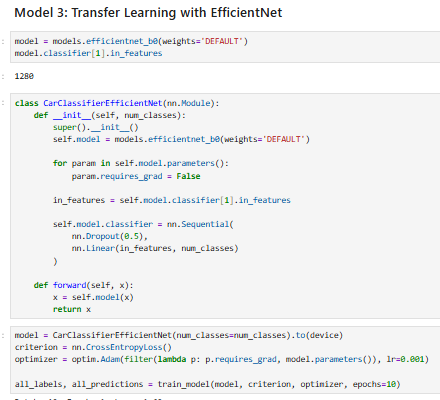 Model 3: Transfer Learning with EfficientNet
model = models.efficientnet_b0(weights='DEFAULT')
model.classifier[1].in_features
1280
class CarClassifierEfficientNet(nn.Module):
    def __init__(self, num_classes):
        super().__init__()
        self.model = models.efficientnet_b0(weights='DEFAULT')
        for param in self.model.parameters():
            param.requires_grad = False
        in_features = self.model.classifier[1].in_features
        self.model.classifier = nn.Sequential(
            nn.Dropout(0.5),
            nn.Linear(in_features, num_classes)
        )
    def forward(self, x):
        x = self.model(x)
        return x
model = CarClassifierEfficientNet(num_classes=num_classes).to(device)
criterion = nn.CrossEntropyLoss()
optimizer = optim.Adam(filter(lambda p: p.requires_grad, model.parameters()), lr=0.001)
all_labels, all_predictions = train_model(model, criterion, optimizer, epochs=10)